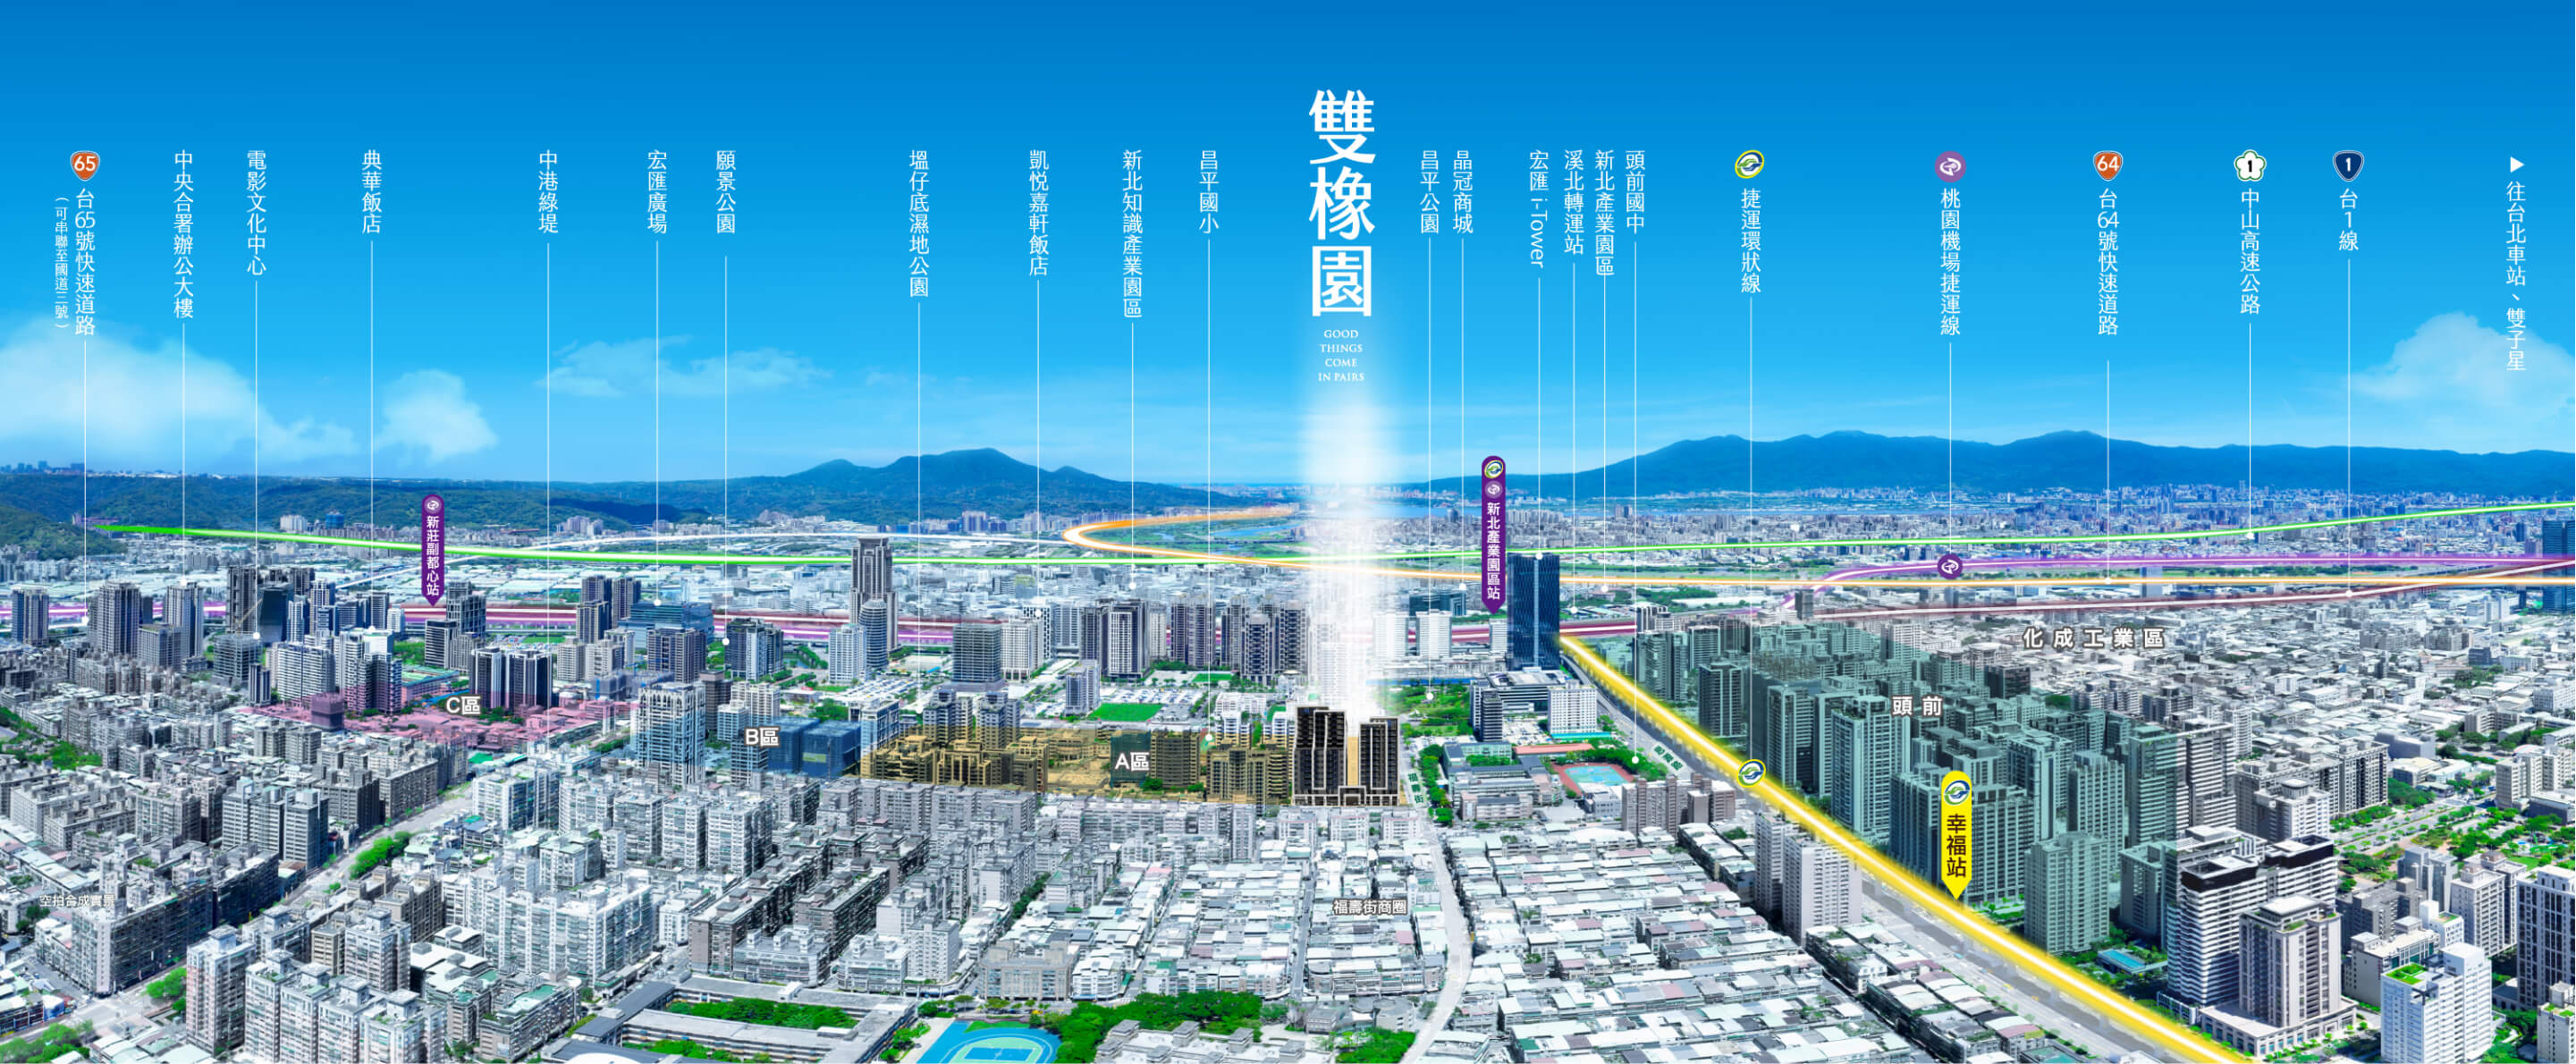 65
台65號快速道路
(可串聯至國道三號)
中央合署辦公大樓
電影文化中心
典華飯店
中港綠堤
宏匯廣場
願景公園
塭仔底濕地公園
凱悅嘉軒飯店
新北知識產業園區
昌平國小
雙橡園
GOOD
THINGS
COME
IN PAIRS
昌平公園
晶冠商城
宏匯 i-Tower
溪北轉運站
新北產業園區
頭前國中
捷運環狀線
桃園機場捷運線
64
台64號快速道路
1
中山高速公路
1
台1線
▶往台北車站、雙子星
新莊副都心站
新北產業園區站
化成工業區
頭前
C區
B區
A區
福壽街
幸福站
福壽街商圈
空拍合成實景